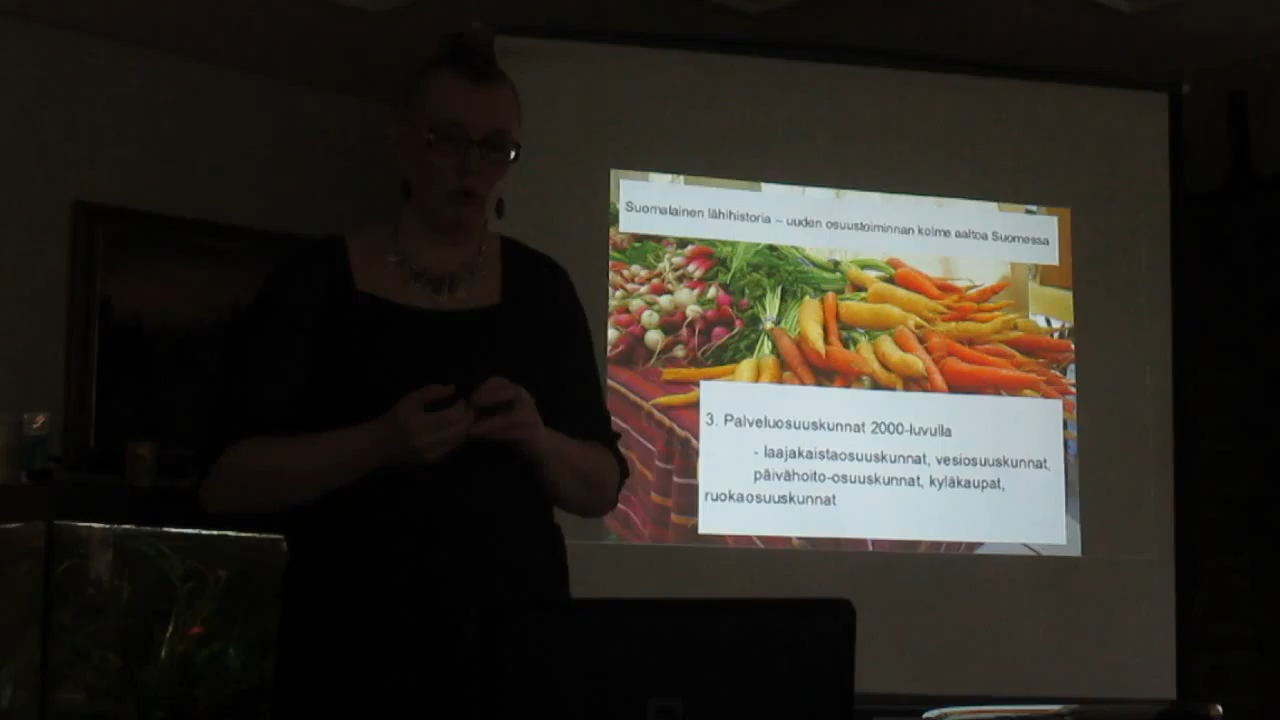 Suomalainen lähihistoria – uuden osuustoiminnan kolme aaltoa Suomessa
3. Palveluosuuskunnat 2000-luvulla
- laajakaistaosuuskunnat, vesiosuuskunnat,
päivähoito-osuuskunnat, kyläkaupat,
ruokaosuuskunnat